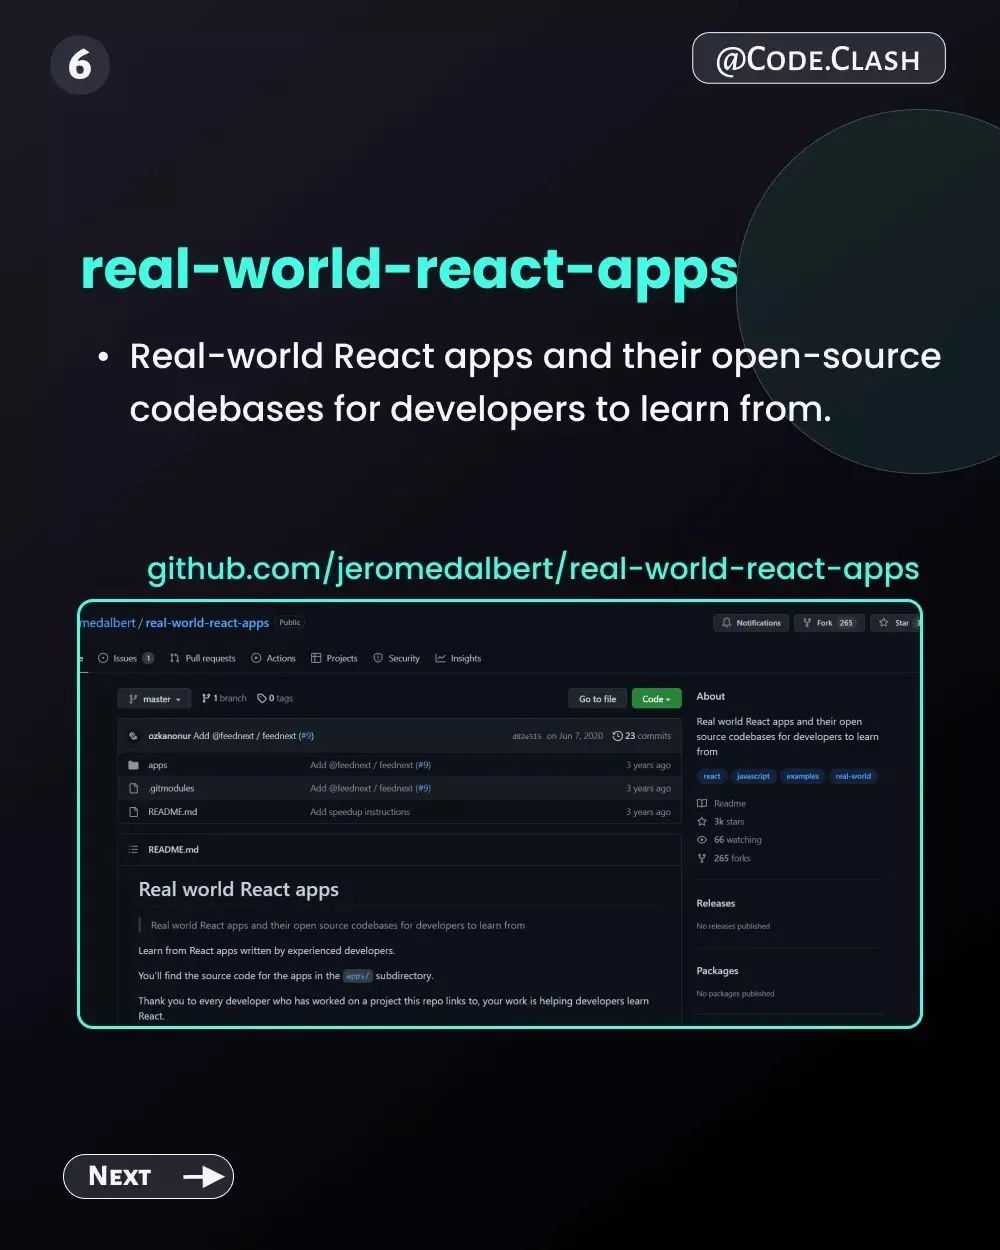 6
@Code.Clash
real-world-react-apps
• Real-world React apps and their open-source
codebases for developers to learn from.
github.com/jeromedalbert/real-world-react-apps
medalbert / real-world-react-apps Public
Notifications Fork 265 Star
Issues 1 Pull requests Actions Projects Security Insights
master 1 branch 0 tags Go to file Code
ozkanonur Add @feednext / feednext (#9) d82e515 on Jun 7, 2020 23 commits
apps Add @feednext / feednext (#9) 3 years ago
.gitmodules Add @feednext / feednext (#9) 3 years ago
README.md Add speedup instructions 3 years ago
README.md
Real world React apps
Real world React apps and their open source codebases for developers to learn from
Learn from React apps written by experienced developers.
You'll find the source code for the apps in the apps/ subdirectory.
Thank you to every developer who has worked on a project this repo links to, your work is helping developers learn
React.
About
Real world React apps and their open
source codebases for developers to learn
from
react javascript examples real-world
Readme
3k stars
66 watching
265 forks
Releases
No releases published
Packages
No packages published
Next